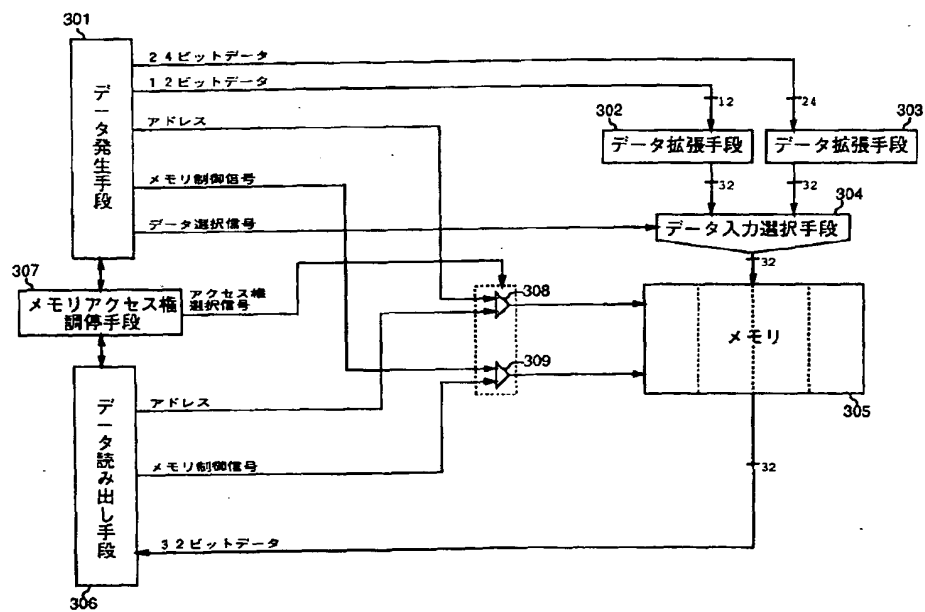 301
データ発生手段
24ビットデータ
12ビットデータ
アドレス
メモリ制御信号
データ選択信号
12
24
302
303
データ拡張手段
データ拡張手段
32
32
304
データ入力選択手段
32
307
メモリアクセス権
調停手段
アクセス権
選択信号
308
309
メモリ
305
データ読み出し手段
アドレス
メモリ制御信号
32ビットデータ
32
306